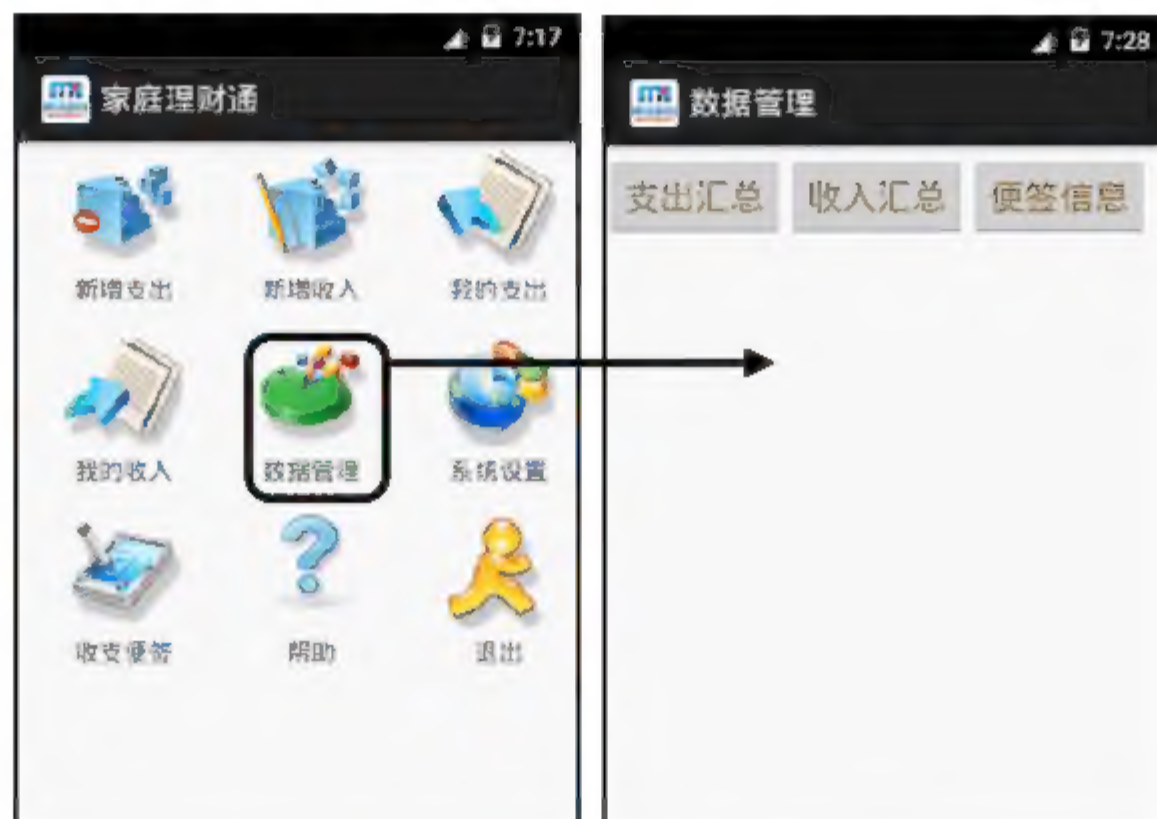 7:17
家庭理财通
新增支出 新增收入 我的支出
我的收入 数据管理 系统设置
收支便签 帮助 退出
7:28
数据管理
支出汇总 收入汇总 便签信息